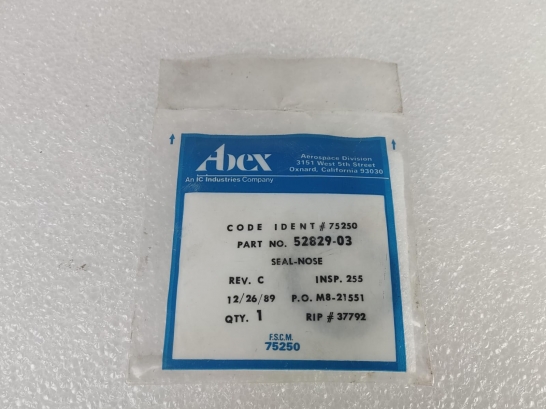 Abex
An IC Industries Company
Aerospace Division
3151 West 5th Street
Oxnard, California 93030
CODE IDENT # 75250
PART NO. 52829-03
SEAL-NOSE
REV. C INSP. 255
12/26/89 P.O. M8-21551
QTY. 1 RIP # 37792
F.S.C.M.
75250